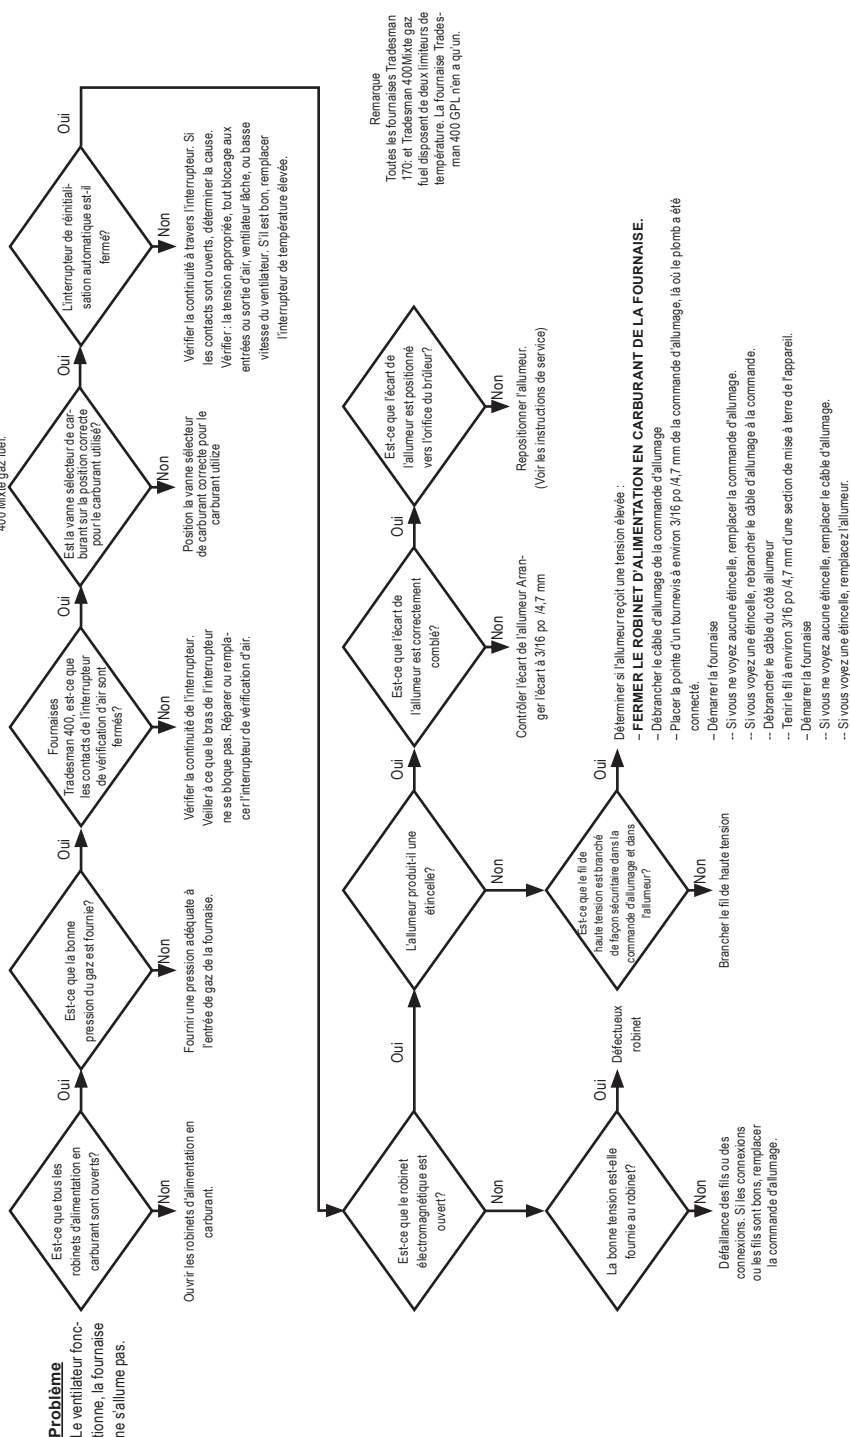 Problème
Le ventilateur fonc-
tionne, la fournaise
ne s'allume pas.
Est-ce que tous les
robinets d'alimentation en
carburant sont ouverts?
Oui
Non
Ouvrir les robinets d'alimentation en
carburant.
Est-ce que la bonne
pression du gaz est fournie?
Oui
Non
Fournir une pression adéquate à
l'entrée de gaz de la fournaise.
Fournaises
Tradesman 400, est-ce que
les contacts de l'interrupteur
de vérification d'air sont
fermés?
Oui
Non
Vérifier la continuité de l'interrupteur.
Veiller à ce que le bras de l'interrupteur
ne se bloque pas. Réparer ou rempla-
cer l'interrupteur de vérification d'air.
400 Mixte gaz fuel.
Est la vanne sélecteur de car-
burant sur la position correcte
pour le carburant utilisé?
Oui
Non
Position la vanne sélecteur
de carburant correcte pour le
carburant utilize
L'interrupteur de réinitiali-
sation automatique est-il
fermé?
Oui
Non
Vérifier la continuité à travers l'interrupteur. Si
les contacts sont ouverts, déterminer la cause.
Vérifier : la tension appropriée, tout blocage aux
entrées ou sortie d'air, ventilateur lâche, ou basse
vitesse du ventilateur. S'il est bon, remplacer
l'interrupteur de température élevée.
Est-ce que le robinet
électromagnétique est
ouvert?
Oui
Non
La bonne tension est-elle
fournie au robinet?
Oui
Défectueux
robinet
Non
Défaillance des fils ou des
connexions. Si les connexions
ou les fils sont bons, remplacer
la commande d'allumage.
L'allumeur produit-il une
étincelle?
Oui
Non
Est-ce que le fil de
haute tension est branché
de façon sécuritaire dans la
commande d'allumage et dans
l'allumeur?
Oui
Non
Brancher le fil de haute tension
Déterminer si l'allumeur reçoit une tension élevée :
– FERMER LE ROBINET D'ALIMENTATION EN CARBURANT DE LA FOURNAISE.
– Débrancher le câble d'allumage de la commande d'allumage
– Placer la pointe d'un tournevis à environ 3/16 po /4,7 mm de la commande d'allumage, là où le plomb a été
connecté.
– Démarrer la fournaise
-- Si vous ne voyez aucune étincelle, remplacer la commande d'allumage.
-- Si vous voyez une étincelle, rebrancher le câble d'allumage à la commande.
-- Débrancher le câble du côté allumeur
-- Tenir le fil à environ 3/16 po /4,7 mm d'une section de mise à terre de l'appareil.
– Démarrer la fournaise
-- Si vous ne voyez aucune étincelle, remplacer le câble d'allumage.
-- Si vous voyez une étincelle, remplacez l'allumeur.
Est-ce que l'écart de
l'allumeur est correctement
comblé?
Oui
Non
Contrôler l'écart de l'allumeur Arran-
ger l'écart à 3/16 po /4,7 mm
Est-ce que l'écart de
l'allumeur est positionné
vers l'orifice du brûleur?
Non
Repositionner l'allumeur.
(Voir les instructions de service)
Remarque
Toutes les fournaises Tradesman
170: et Tradesman 400Mixte gaz
fuel disposent de deux limiteurs de
température. La fournaise Trades-
man 400 GPL n'en a qu'un.